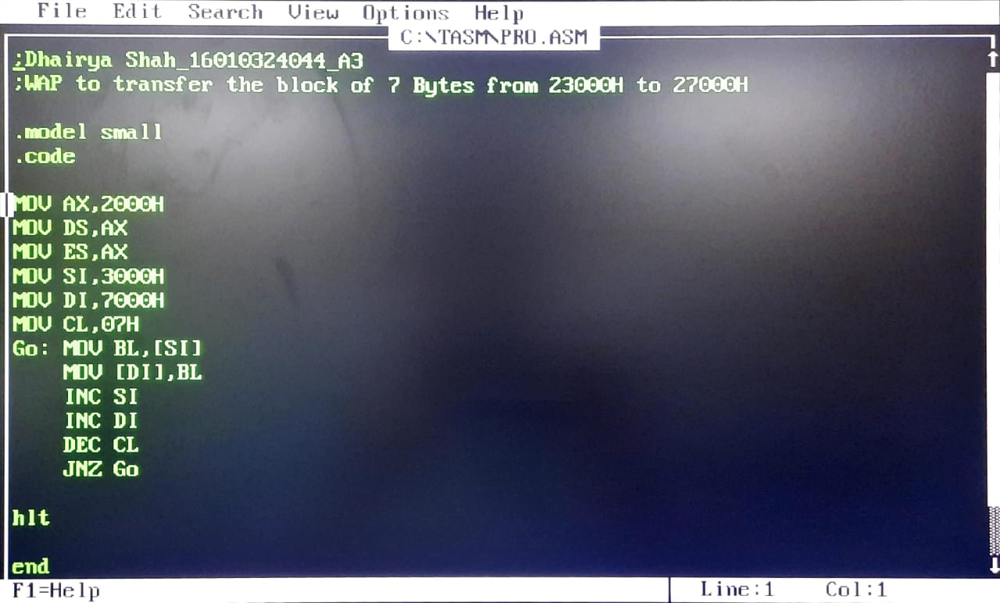 File Edit Search View Options Help
C:\TASM\PRO.ASM
;Dhairya Shah_16010324044_A3
;WAP to transfer the block of 7 Bytes from 23000H to 27000H
.model small
.code
MOV AX,2000H
MOV DS,AX
MOV ES,AX
MOV SI,3000H
MOV DI,7000H
MOV CL,07H
Go: MOV BL,[SI]
MOV [DI],BL
INC SI
INC DI
DEC CL
JNZ Go
hlt
end
F1=Help Line:1 Col:1